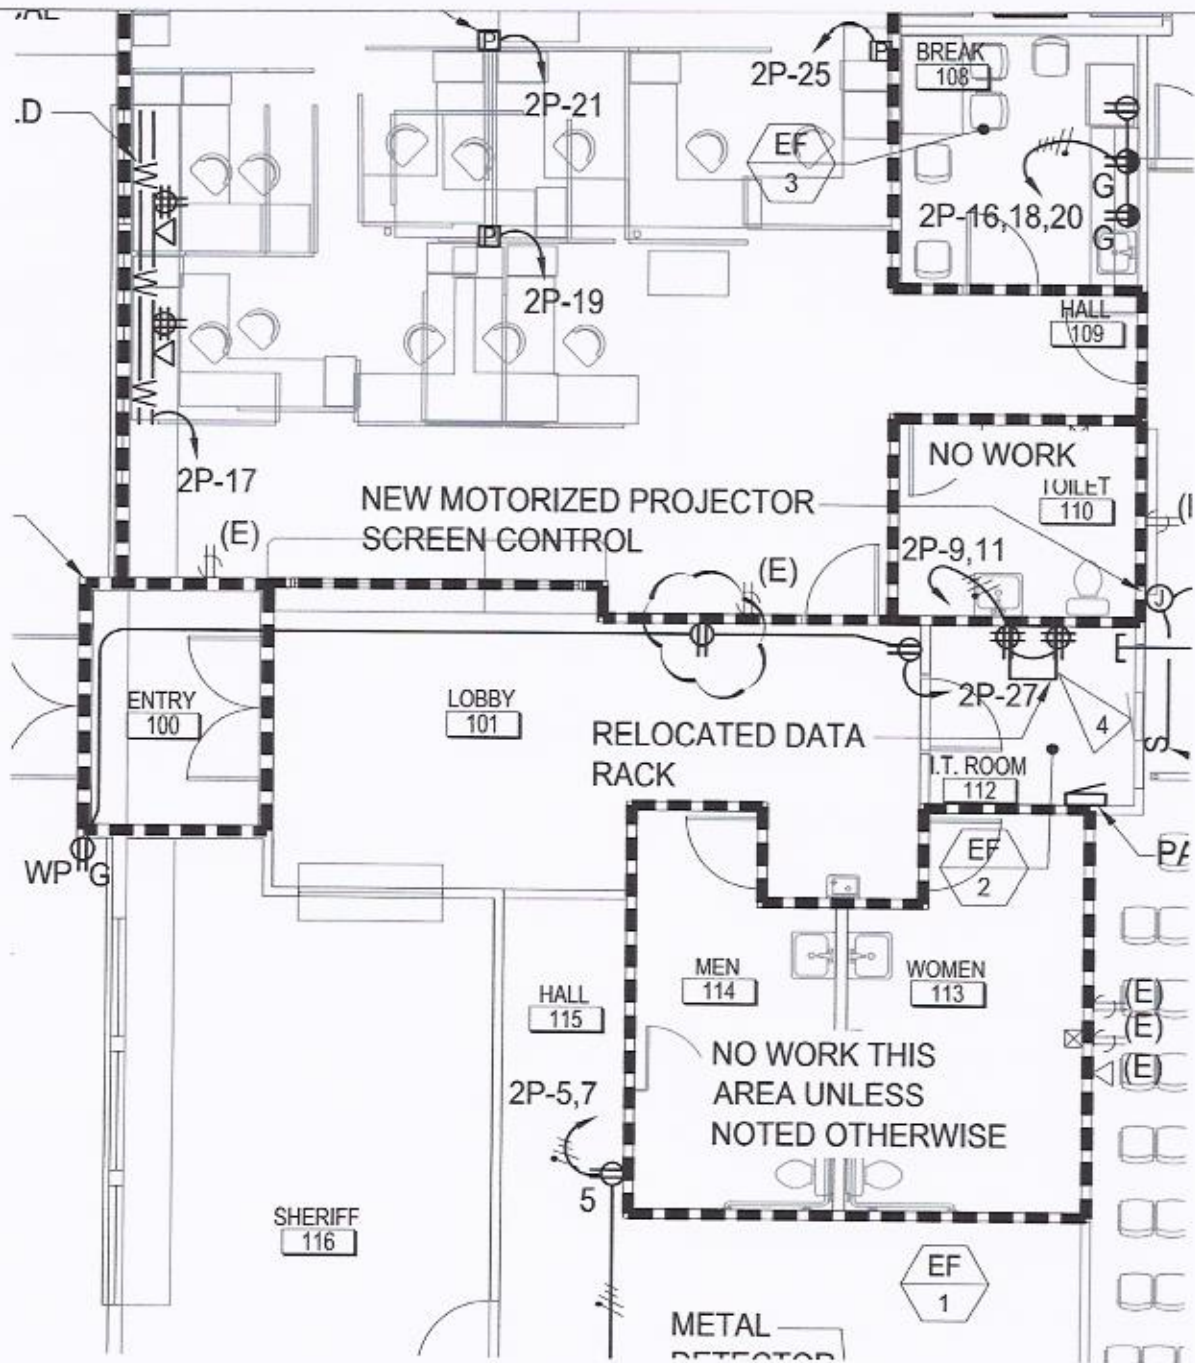 .D
P
2P-21
2P-25
BREAK
108
EF
3
G
2P-16,18,20
G
P
2P-19
HALL
109
2P-17
NO WORK
TOILET
110
NEW MOTORIZED PROJECTOR
SCREEN CONTROL
(E)
(E)
2P-9,11
J
ENTRY
100
LOBBY
101
2P-27
4
S
RELOCATED DATA
RACK
I.T. ROOM
112
WP
G
EF
2
PA
MEN
114
WOMEN
113
HALL
115
(E)
(E)
(E)
NO WORK THIS
AREA UNLESS
NOTED OTHERWISE
2P-5,7
5
SHERIFF
116
EF
1
METAL
DETECTOR